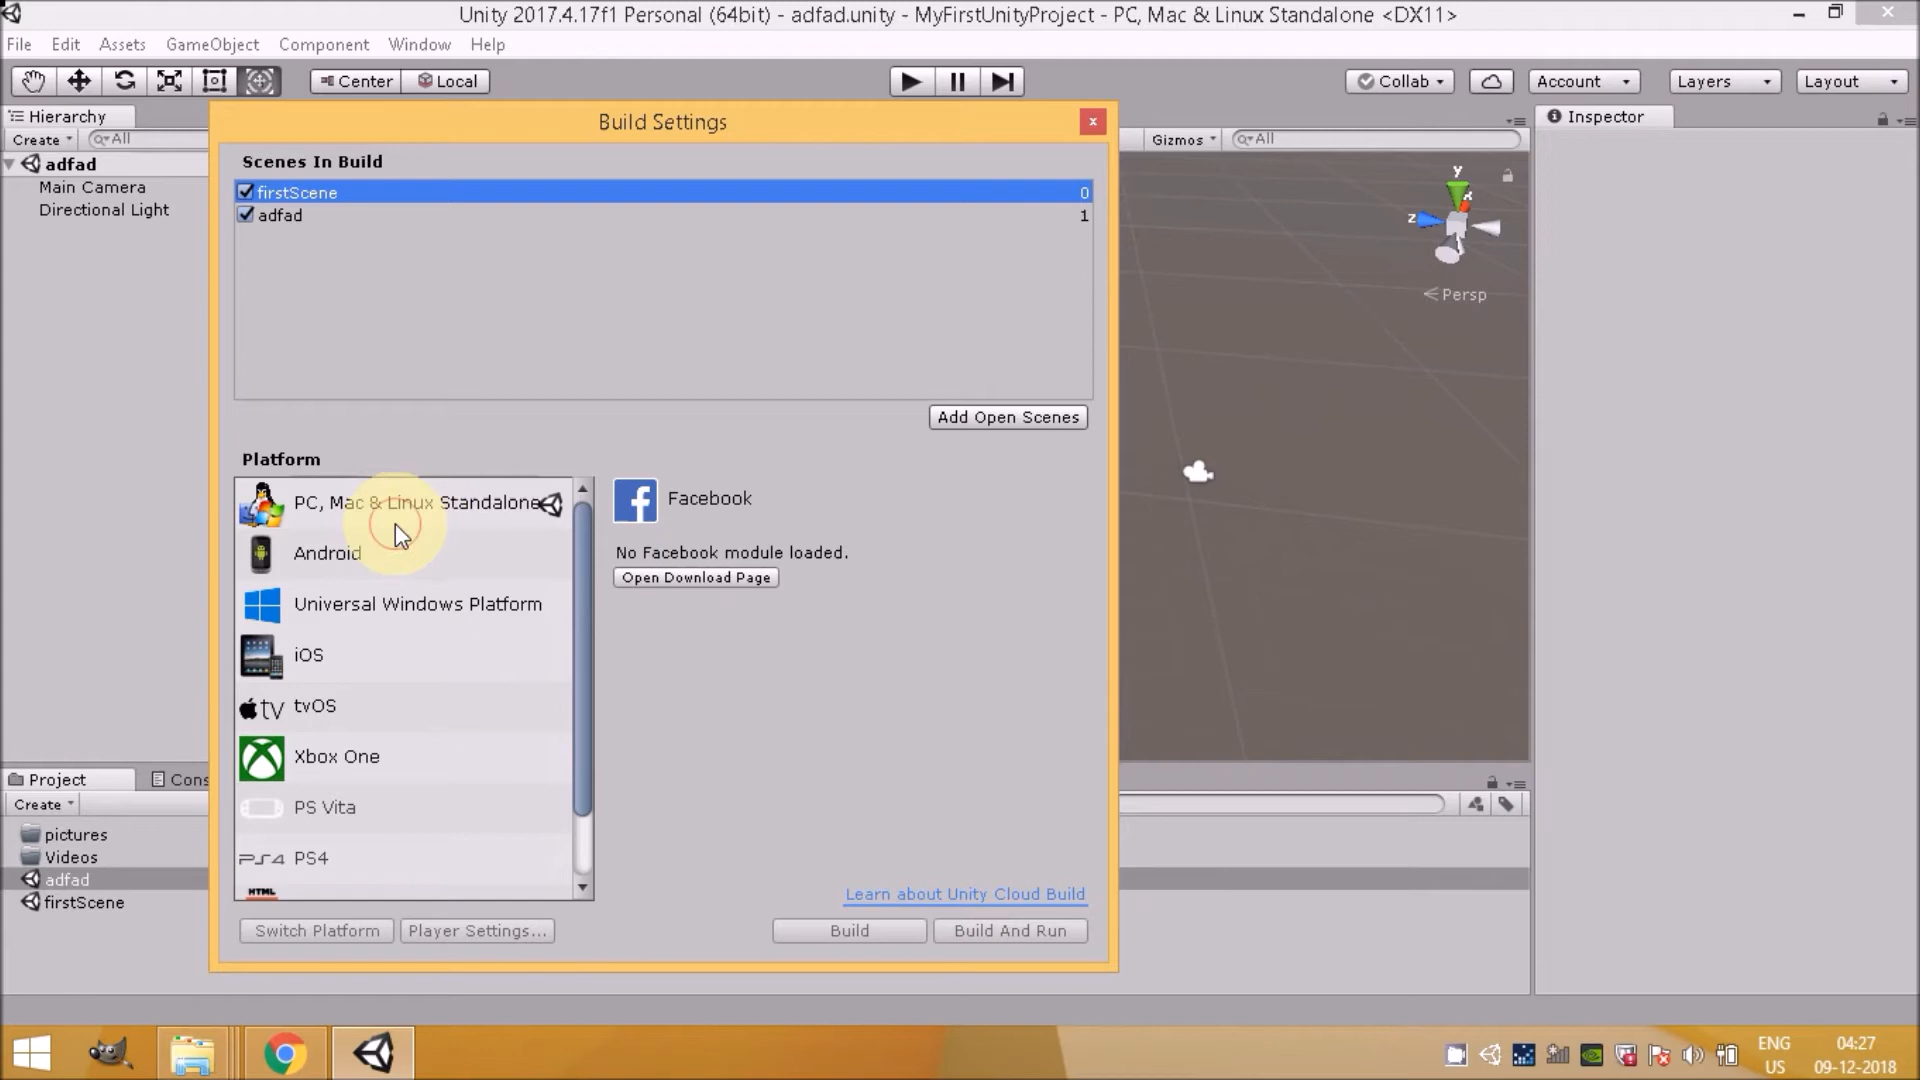 Unity 2017.4.17f1 Personal (64bit) - adfad.unity - MyFirstUnityProject - PC, Mac & Linux Standalone <DX11>
File Edit Assets GameObject Component Window Help
Center Local Collab Account Layers Layout
Hierarchy
Create All
adfad
Main Camera
Directional Light
Build Settings
Scenes In Build
firstScene 0
adfad 1
Add Open Scenes
Platform
PC, Mac & Linux Standalone
Android
Universal Windows Platform
iOS
tv tvOS
Xbox One
PS Vita
PS4 PS4
HTML
Facebook
No Facebook module loaded.
Open Download Page
Learn about Unity Cloud Build
Switch Platform Player Settings... Build Build And Run
Gizmos All
y
x
z
Persp
Inspector
Project Cons
Create
pictures
Videos
adfad
firstScene
ENG
US
04:27
09-12-2018